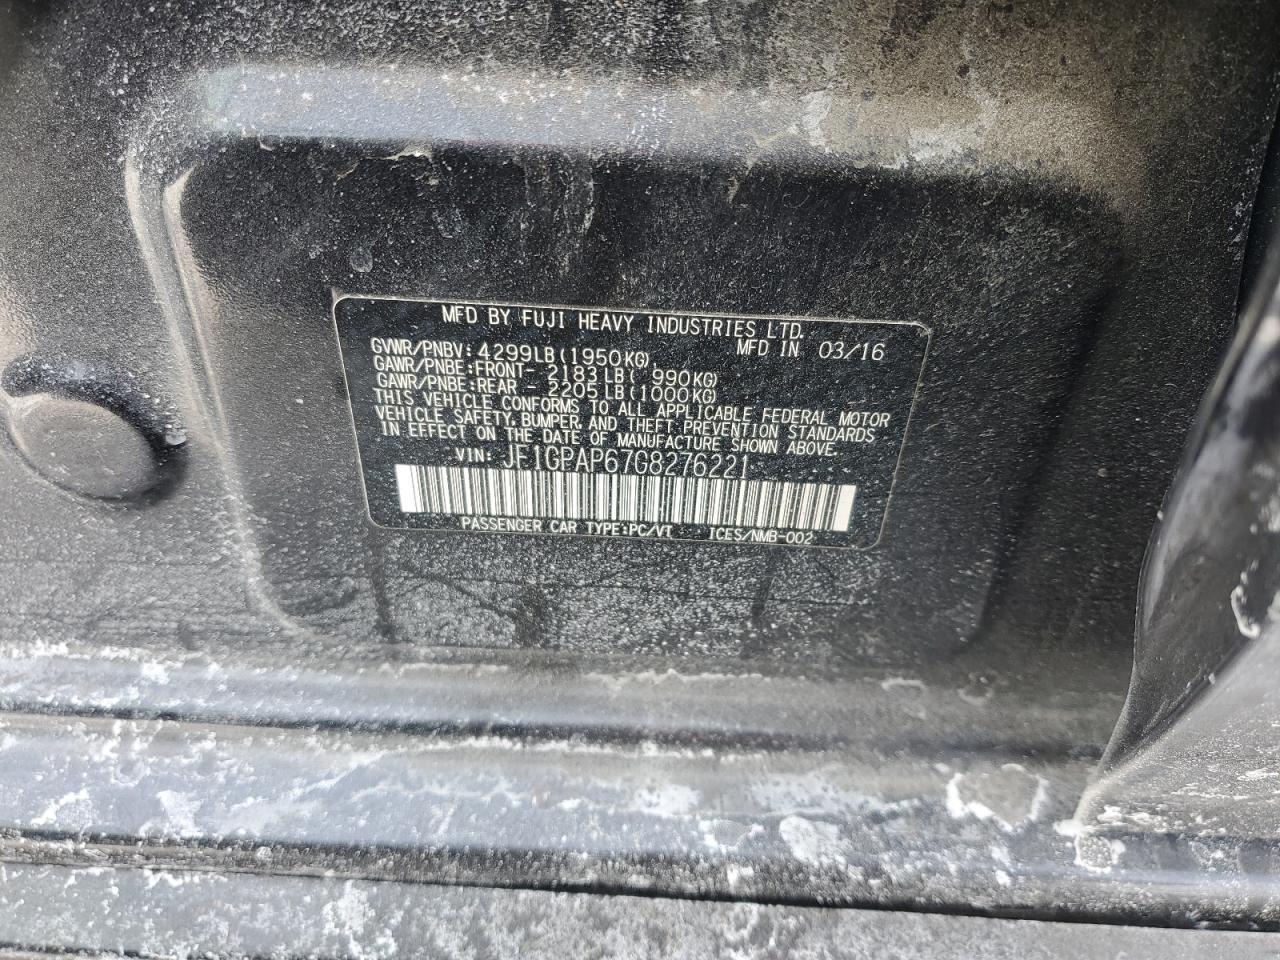 MFD BY FUJI HEAVY INDUSTRIES LTD.
MFD IN 03/16
GVWR/PNBV: 4299LB (1950KG)
GAWR/PNBE:FRONT- 2183LB ( 990KG)
GAWR/PNBE:REAR - 2205LB (1000KG)
THIS VEHICLE CONFORMS TO ALL APPLICABLE FEDERAL MOTOR
VEHICLE SAFETY, BUMPER, AND THEFT PREVENTION STANDARDS
IN EFFECT ON THE DATE OF MANUFACTURE SHOWN ABOVE.
VIN: JF1GPAP67G8276221
PASSENGER CAR TYPE:PC/VT ICES/NMB-002